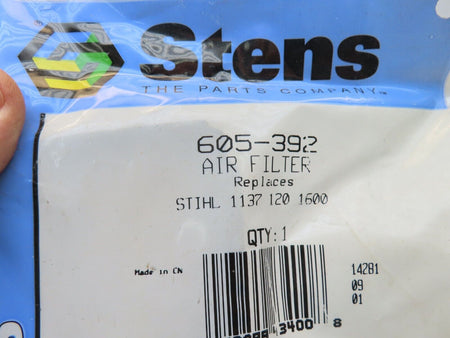 Stens
THE PARTS COMPANY
605-392
AIR FILTER
Replaces
STIHL 1137 120 1600
QTY: 1
Made in CN
14281
09
01
3400 8